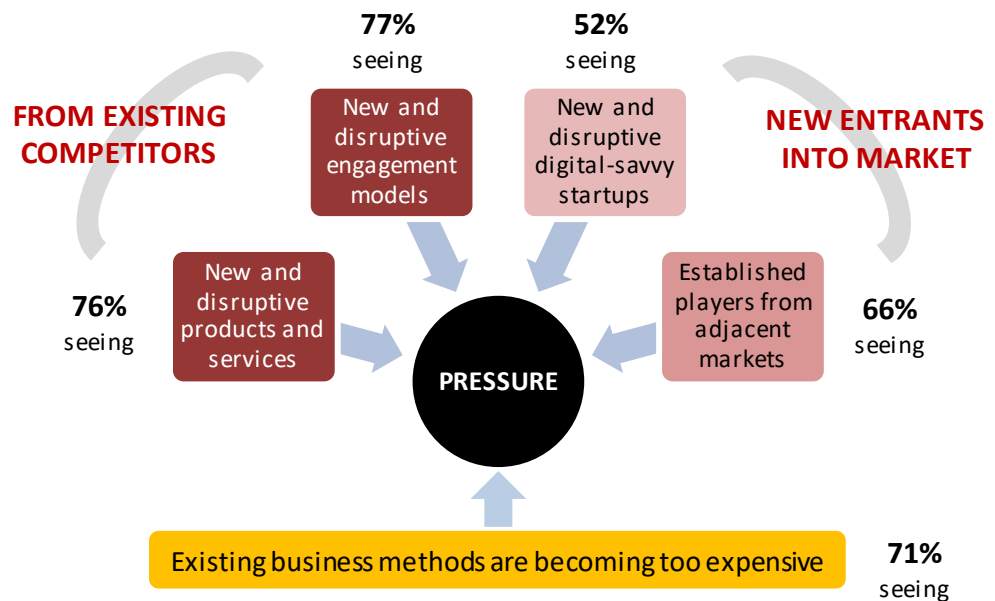 77%
seeing
52%
seeing
FROM EXISTING
COMPETITORS
New and
disruptive
engagement
models
New and
disruptive
digital-savvy
startups
NEW ENTRANTS
INTO MARKET
76%
seeing
New and
disruptive
products and
services
PRESSURE
Established
players from
adjacent
markets
66%
seeing
Existing business methods are becoming too expensive
71%
seeing